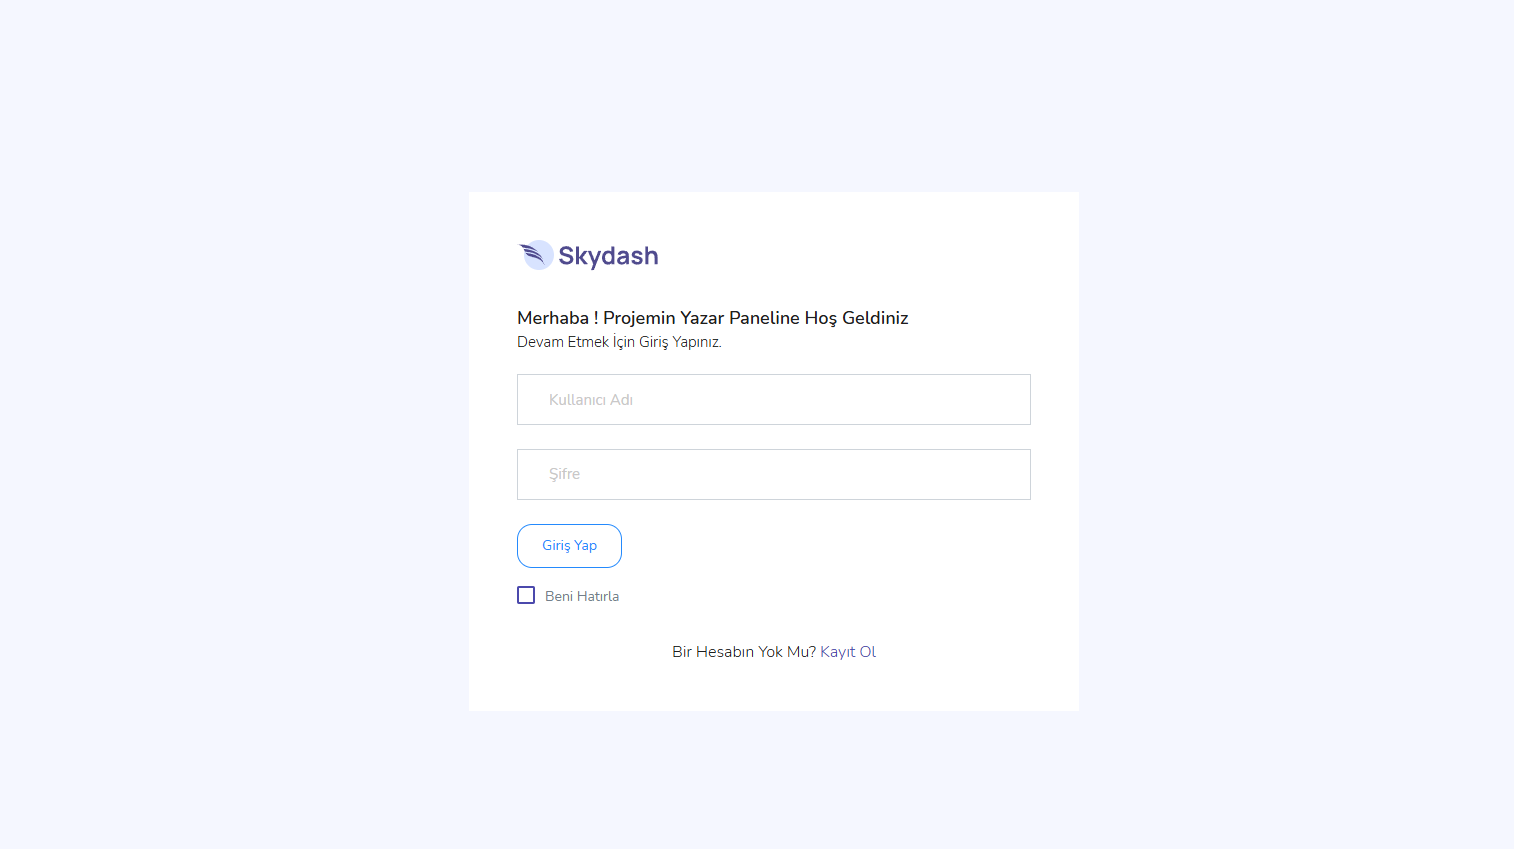 Skydash
Merhaba ! Projemin Yazar Paneline Hoş Geldiniz
Devam Etmek İçin Giriş Yapınız.
Kullanıcı Adı
Şifre
Giriş Yap
Beni Hatırla
Bir Hesabın Yok Mu? Kayıt Ol